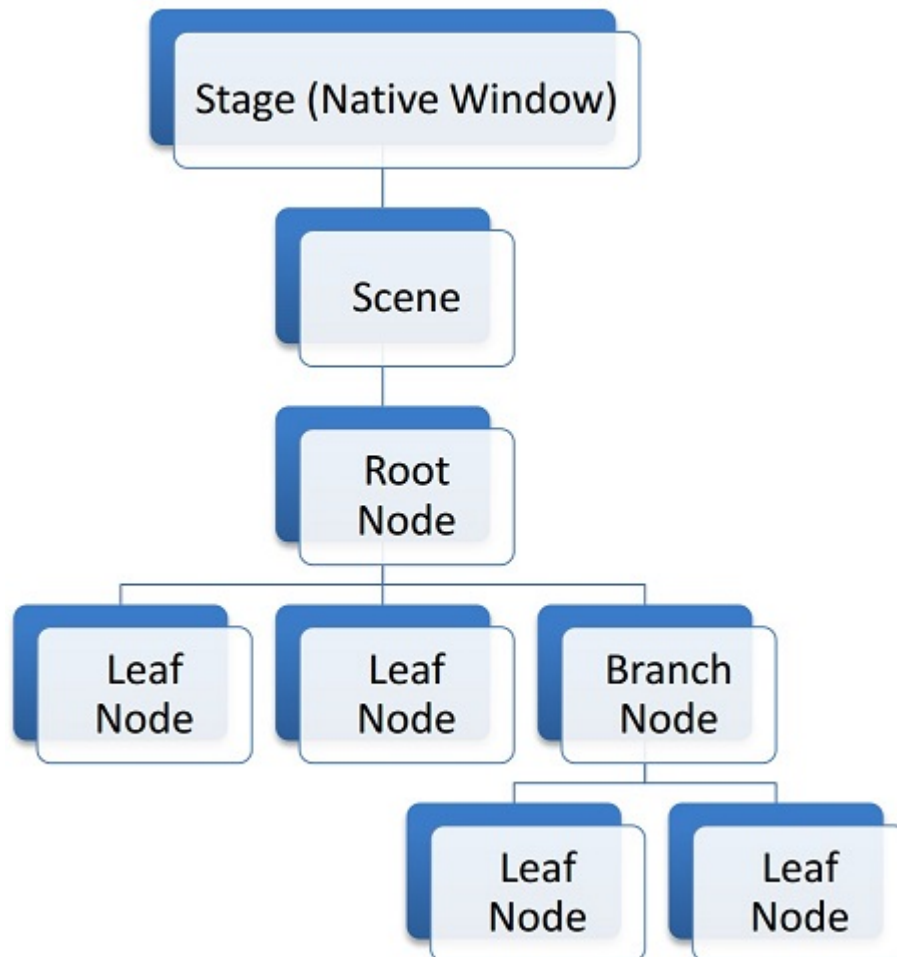 Stage (Native Window)
Scene
Root
Node
Leaf
Node
Leaf
Node
Branch
Node
Leaf
Node
Leaf
Node